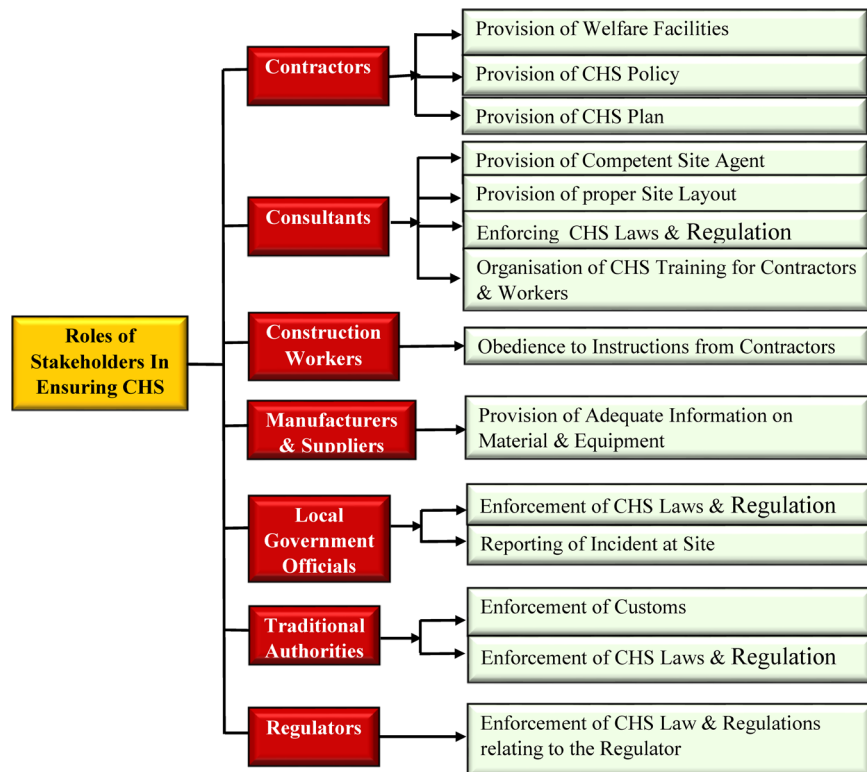 Roles of
Stakeholders In
Ensuring CHS
Contractors
Provision of Welfare Facilities
Provision of CHS Policy
Provision of CHS Plan
Consultants
Provision of Competent Site Agent
Provision of proper Site Layout
Enforcing CHS Laws & Regulation
Organisation of CHS Training for Contractors
& Workers
Construction
Workers
Obedience to Instructions from Contractors
Manufacturers
& Suppliers
Provision of Adequate Information on
Material & Equipment
Local
Government
Officials
Enforcement of CHS Laws & Regulation
Reporting of Incident at Site
Traditional
Authorities
Enforcement of Customs
Enforcement of CHS Laws & Regulation
Regulators
Enforcement of CHS Law & Regulations
relating to the Regulator